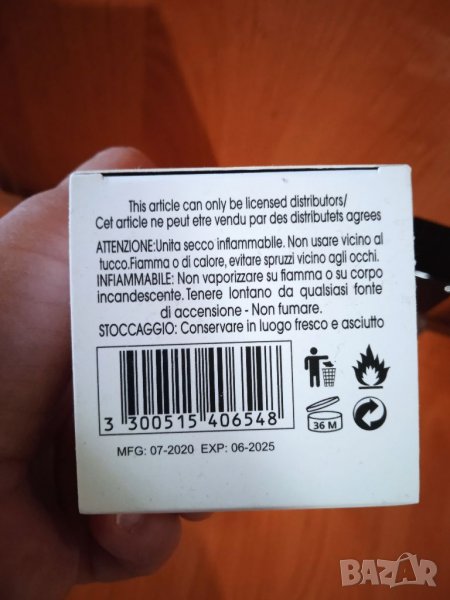 This article can only be licensed distributors/
Cet article ne peut etre vendu par des distributets agrees
ATTENZIONE:Unita secco inflammabile. Non usare vicino al
tucco.Fiamma o di calore, evitare spruzzi vicino agli occhi.
INFIAMMABILE: Non vaporizzare su fiamma o su corpo
incandescente. Tenere lontano da qualsiasi fonte
di accensione - Non fumare.
STOCCAGGIO: Conservare in luogo fresco e asciutto
3 300515 406548
36 M
MFG: 07-2020 EXP: 06-2025
BAZAR